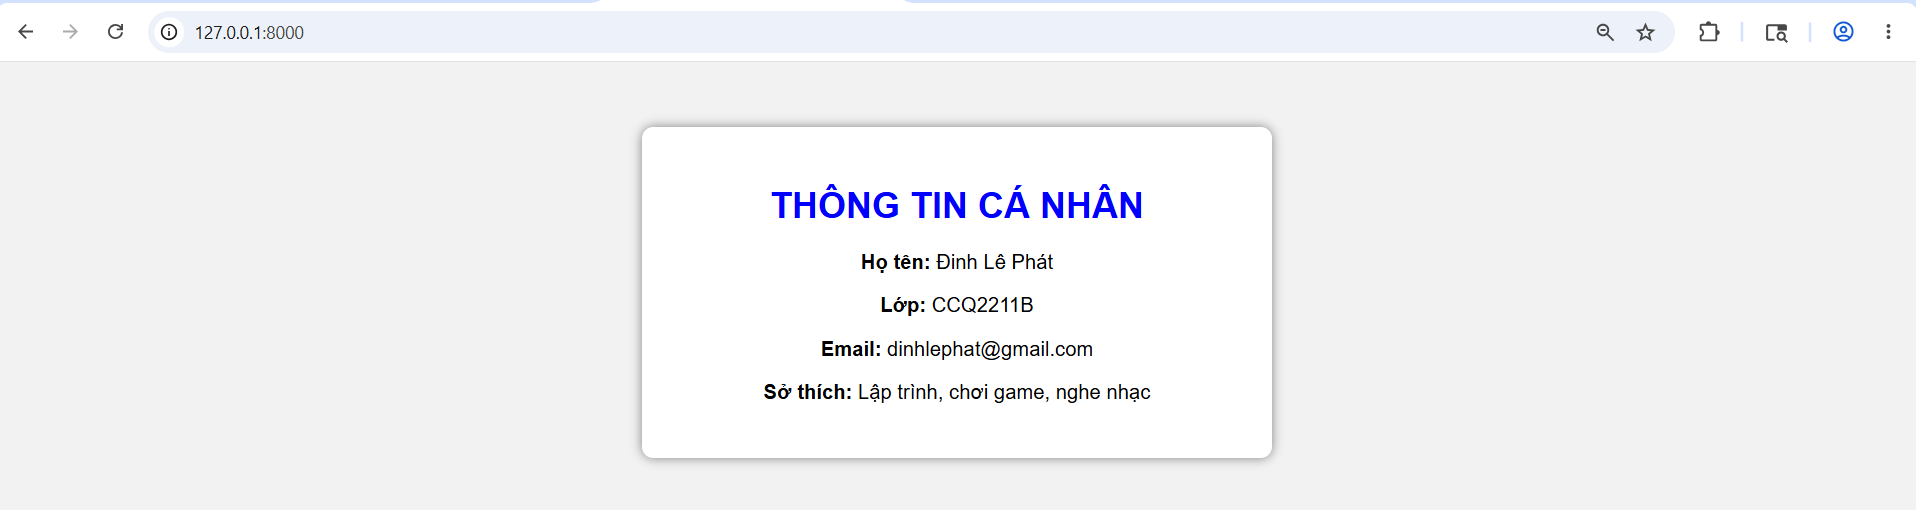 127.0.0.1:8000
THÔNG TIN CÁ NHÂN
Họ tên: Đinh Lê Phát
Lớp: CCQ2211B
Email: dinhlephat@gmail.com
Sở thích: Lập trình, chơi game, nghe nhạc